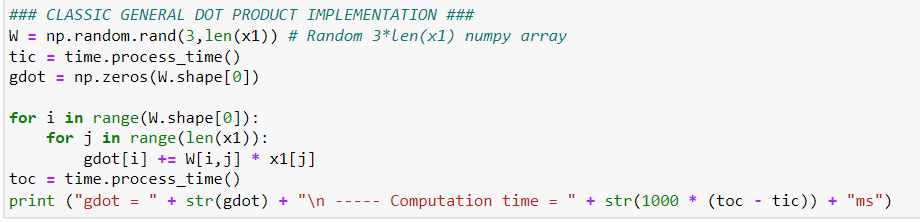 ### CLASSIC GENERAL DOT PRODUCT IMPLEMENTATION ###
W = np.random.rand(3,len(x1)) # Random 3*len(x1) numpy array
tic = time.process_time()
gdot = np.zeros(W.shape[0])

for i in range(W.shape[0]):
    for j in range(len(x1)):
        gdot[i] += W[i,j] * x1[j]
toc = time.process_time()
print ("gdot = " + str(gdot) + "\n ----- Computation time = " + str(1000 * (toc - tic)) + "ms")